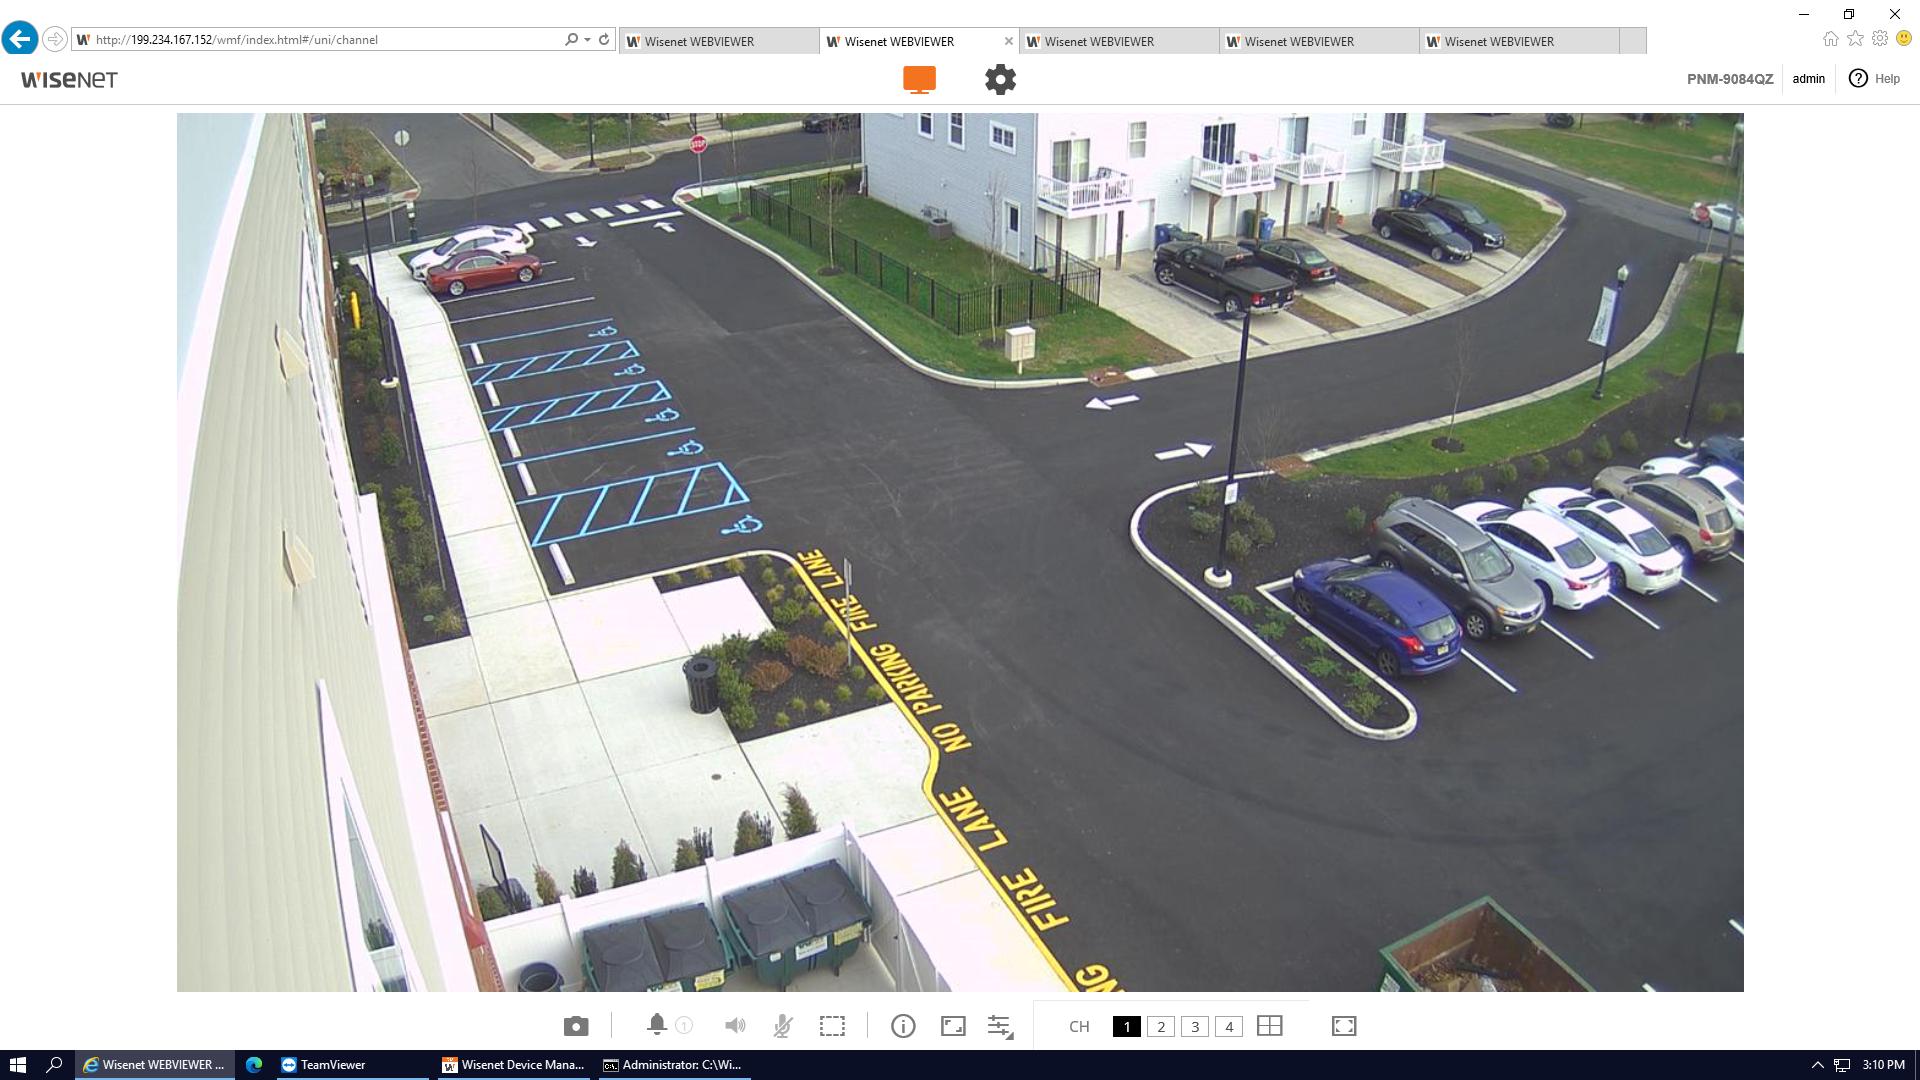 http://199.234.167.152/wmf/index.html#/uni/channel
Wisenet WEBVIEWER
Wisenet WEBVIEWER
Wisenet WEBVIEWER
Wisenet WEBVIEWER
Wisenet WEBVIEWER
WISENET
PNM-9084QZ
admin
? Help
STOP
FIRE LANE
NO PARKING
FIRE LANE
NG
CH 1 2 3 4
1
Wisenet WEBVIEWER ...
TeamViewer
Wisenet Device Mana...
Administrator: C:\Wi...
3:10 PM